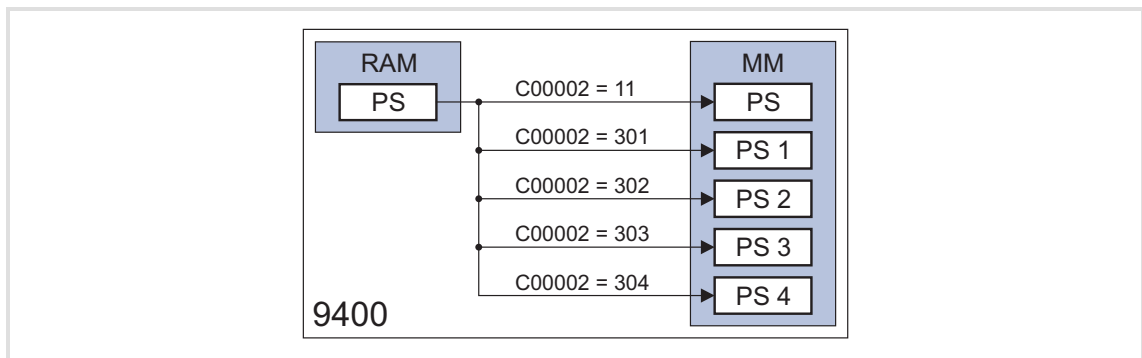 RAM
MM
PS
C00002 = 11
PS
C00002 = 301
PS 1
C00002 = 302
PS 2
C00002 = 303
PS 3
C00002 = 304
PS 4
9400